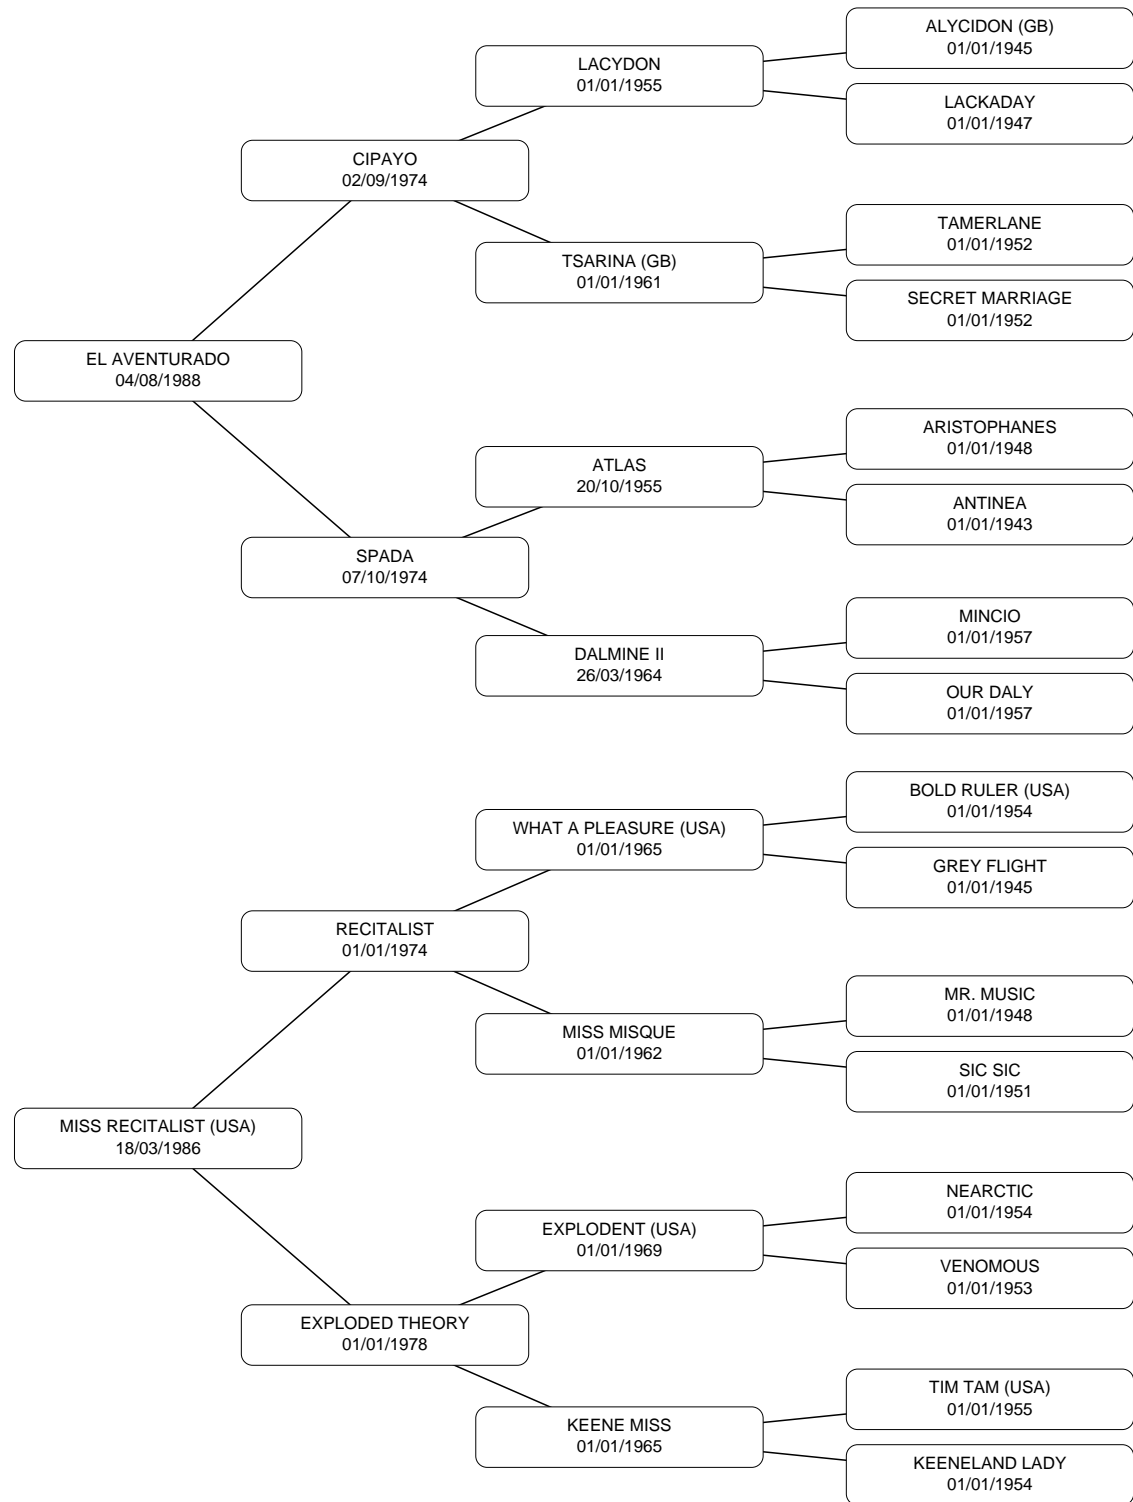 ALYCIDON (GB)
01/01/1945
LACYDON
01/01/1955
LACKADAY
01/01/1947
CIPAYO
02/09/1974
TAMERLANE
01/01/1952
TSARINA (GB)
01/01/1961
SECRET MARRIAGE
01/01/1952
EL AVENTURADO
04/08/1988
ARISTOPHANES
01/01/1948
ATLAS
20/10/1955
ANTINEA
01/01/1943
SPADA
07/10/1974
MINCIO
01/01/1957
DALMINE II
26/03/1964
OUR DALY
01/01/1957
BOLD RULER (USA)
01/01/1954
WHAT A PLEASURE (USA)
01/01/1965
GREY FLIGHT
01/01/1945
RECITALIST
01/01/1974
MR. MUSIC
01/01/1948
MISS MISQUE
01/01/1962
SIC SIC
01/01/1951
MISS RECITALIST (USA)
18/03/1986
NEARCTIC
01/01/1954
EXPLODENT (USA)
01/01/1969
VENOMOUS
01/01/1953
EXPLODED THEORY
01/01/1978
TIM TAM (USA)
01/01/1955
KEENE MISS
01/01/1965
KEENELAND LADY
01/01/1954